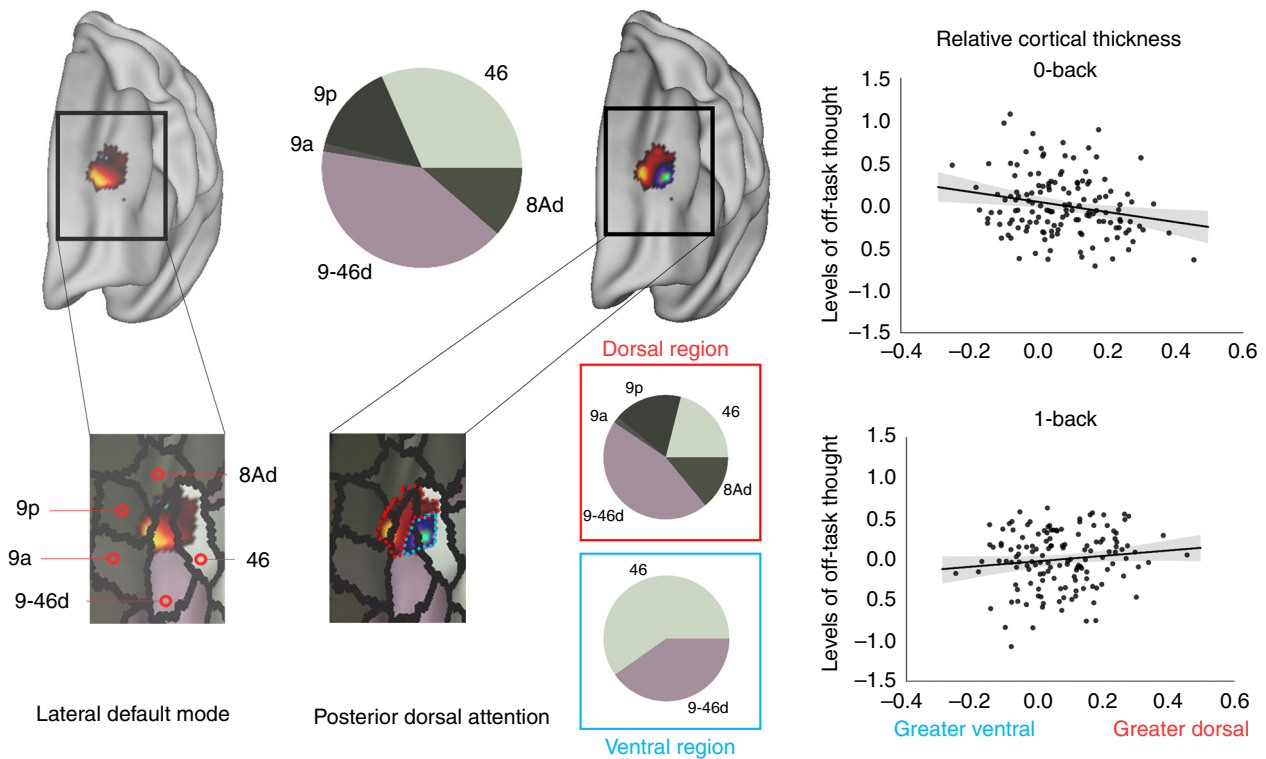 46
9p
9a
8Ad
9-46d
8Ad
9p
9a
46
9-46d
Lateral default mode
Posterior dorsal attention
Dorsal region
9p
46
9a
8Ad
9-46d
46
9-46d
Ventral region
Relative cortical thickness
0-back
Levels of off-task thought
1.5
1.0
0.5
0.0
0.5
–1.0
–1.5
–0.4 –0.2 0.0 0.2 0.4 0.6
1-back
Levels of off-task thought
1.5
1.0
0.5
0.0
0.5
–1.0
–1.5
–0.4 –0.2 0.0 0.2 0.4 0.6
Greater ventral Greater dorsal